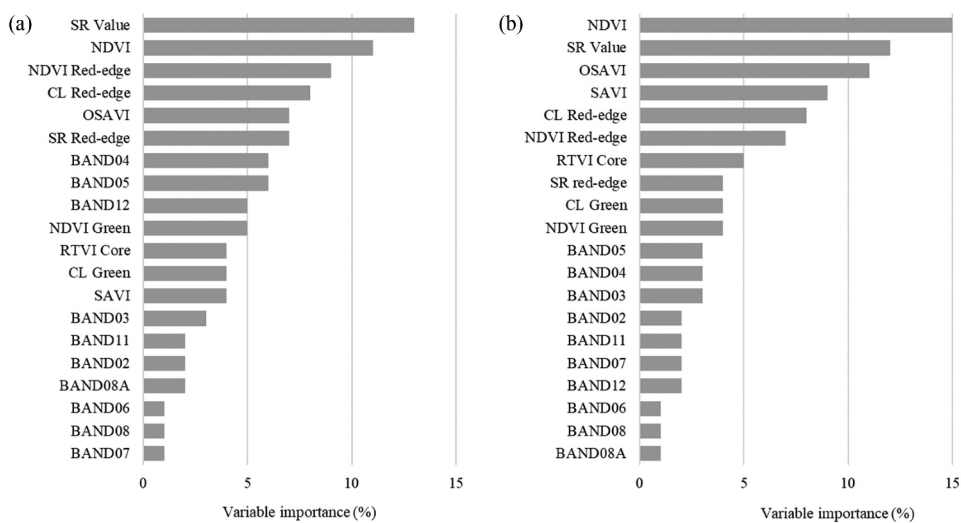 (a)
SR Value
NDVI
NDVI Red-edge
CL Red-edge
OSAVI
SR Red-edge
BAND04
BAND05
BAND12
NDVI Green
RTVI Core
CL Green
SAVI
BAND03
BAND11
BAND02
BAND08A
BAND06
BAND08
BAND07
0 5 10 15
Variable importance (%)
(b)
NDVI
SR Value
OSAVI
SAVI
CL Red-edge
NDVI Red-edge
RTVI Core
SR red-edge
CL Green
NDVI Green
BAND05
BAND04
BAND03
BAND02
BAND11
BAND07
BAND12
BAND06
BAND08
BAND08A
0 5 10 15
Variable importance (%)